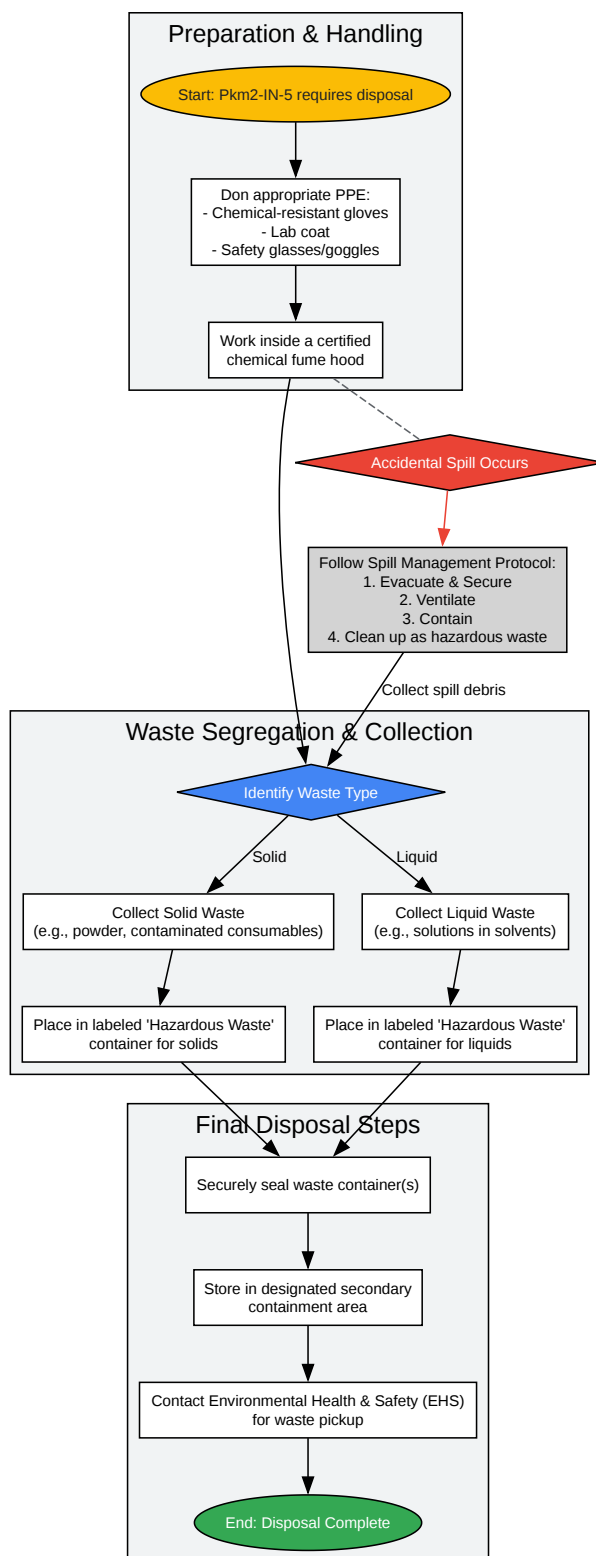 Preparation & Handling
Start: Pkm2-IN-5 requires disposal
Don appropriate PPE:
- Chemical-resistant gloves
- Lab coat
- Safety glasses/goggles
Work inside a certified
chemical fume hood
Accidental Spill Occurs
Follow Spill Management Protocol:
1. Evacuate & Secure
2. Ventilate
3. Contain
4. Clean up as hazardous waste
Collect spill debris
Waste Segregation & Collection
Identify Waste Type
Solid
Liquid
Collect Solid Waste
(e.g., powder, contaminated consumables)
Collect Liquid Waste
(e.g., solutions in solvents)
Place in labeled 'Hazardous Waste'
container for solids
Place in labeled 'Hazardous Waste'
container for liquids
Final Disposal Steps
Securely seal waste container(s)
Store in designated secondary
containment area
Contact Environmental Health & Safety (EHS)
for waste pickup
End: Disposal Complete